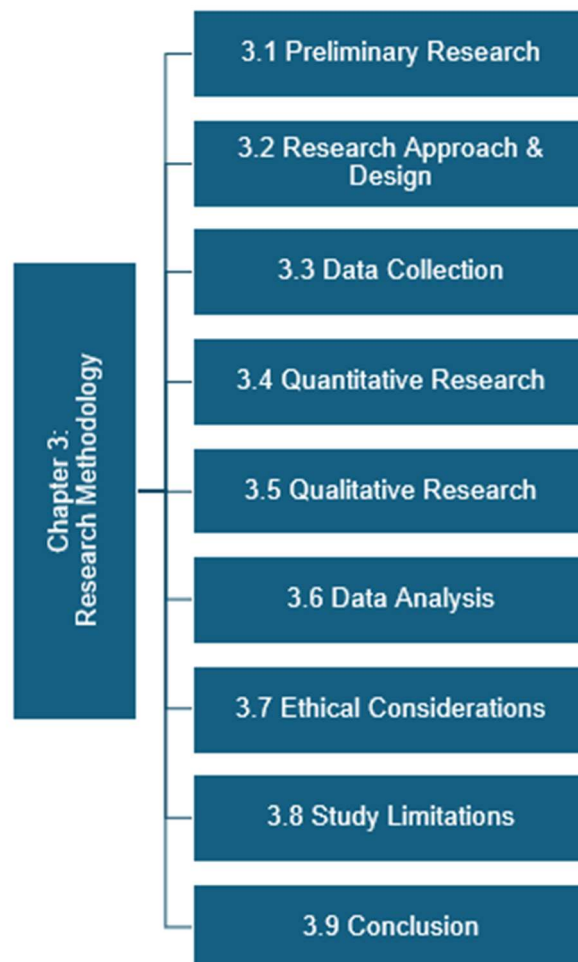 Chapter 3:
Research Methodology
3.1 Preliminary Research
3.2 Research Approach &
Design
3.3 Data Collection
3.4 Quantitative Research
3.5 Qualitative Research
3.6 Data Analysis
3.7 Ethical Considerations
3.8 Study Limitations
3.9 Conclusion